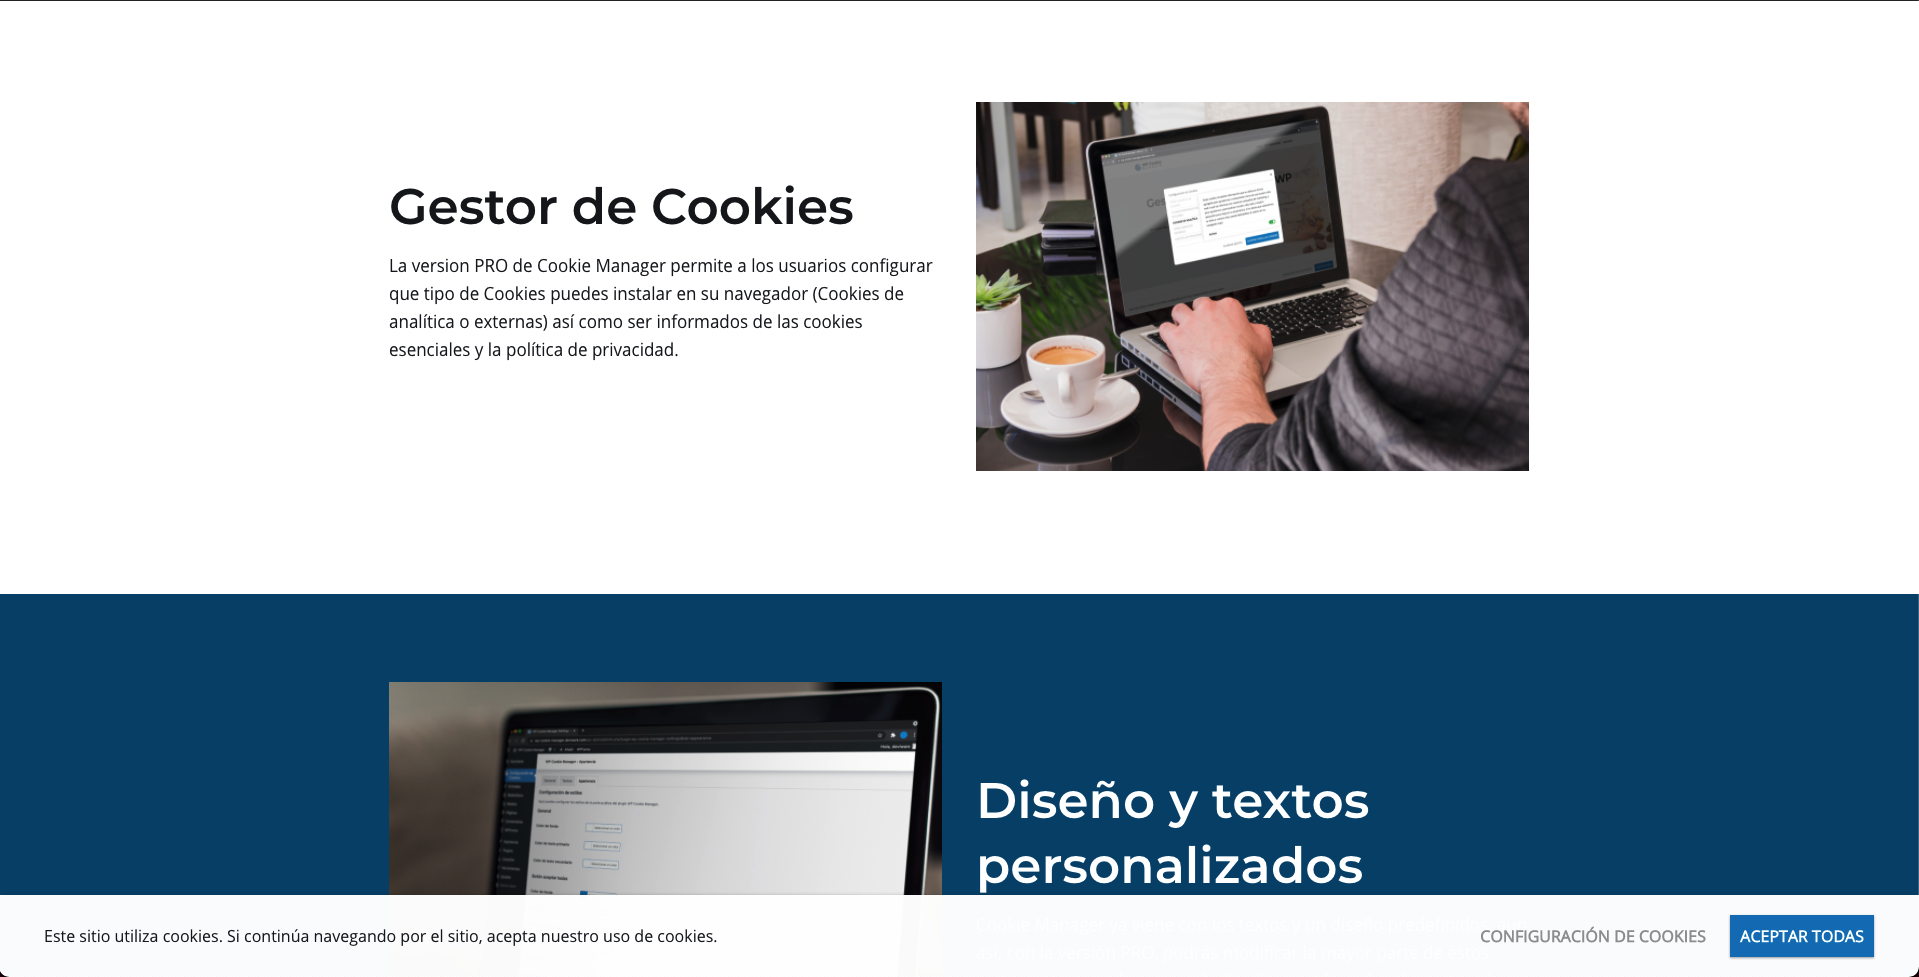 Gestor de Cookies
La version PRO de Cookie Manager permite a los usuarios configurar
que tipo de Cookies puedes instalar en su navegador (Cookies de
analítica o externas) así como ser informados de las cookies
esenciales y la política de privacidad.
Diseño y textos
personalizados
Este sitio utiliza cookies. Si continúa navegando por el sitio, acepta nuestro uso de cookies.
CONFIGURACIÓN DE COOKIES
ACEPTAR TODAS